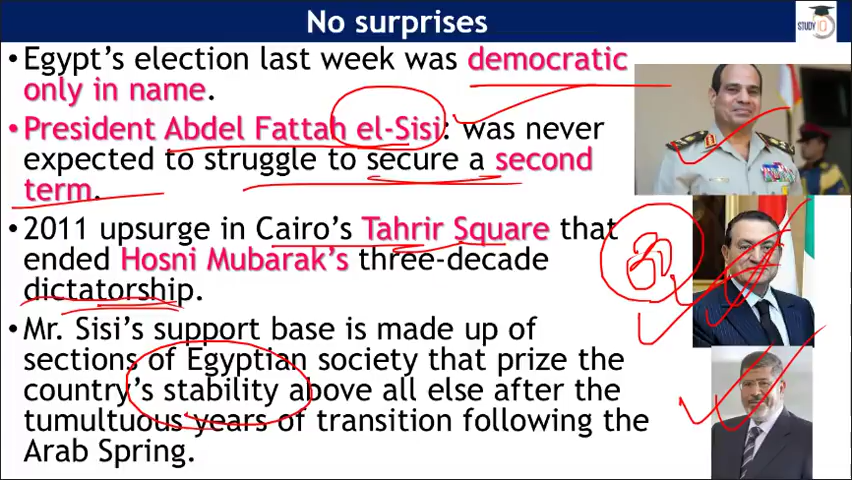 No surprises
STUDY IQ
•Egypt’s election last week was democratic
only in name.
•President Abdel Fattah el-Sisi: was never
expected to struggle to secure a second
term.
•2011 upsurge in Cairo’s Tahrir Square that
ended Hosni Mubarak’s three-decade
dictatorship.
•Mr. Sisi’s support base is made up of
sections of Egyptian society that prize the
country’s stability above all else after the
tumultuous years of transition following the
Arab Spring.